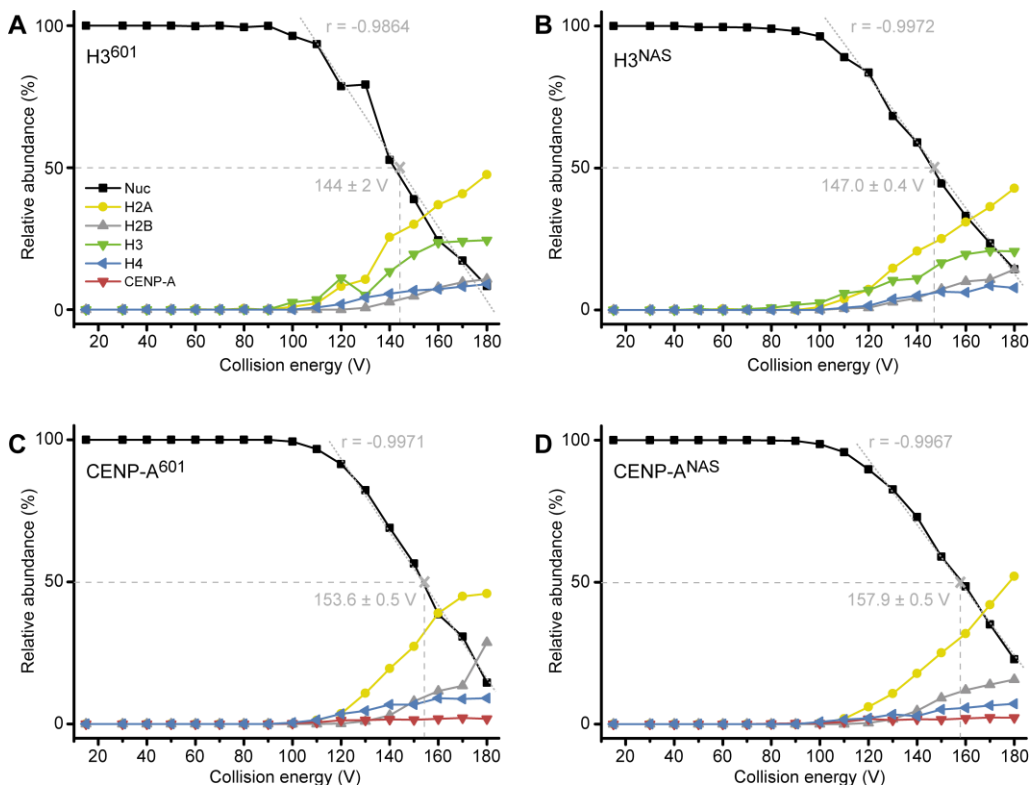 A
H3601
r = -0.9864
Relative abundance (%)
100
50
0
144 ± 2 V
Nuc
H2A
H2B
H3
H4
CENP-A
20 40 60 80 100 120 140 160 180
Collision energy (V)
B
H3NAS
r = -0.9972
Relative abundance (%)
100
50
0
147.0 ± 0.4 V
20 40 60 80 100 120 140 160 180
Collision energy (V)
C
CENP-A601
r = -0.9971
Relative abundance (%)
100
50
0
153.6 ± 0.5 V
20 40 60 80 100 120 140 160 180
Collision energy (V)
D
CENP-ANAS
r = -0.9967
Relative abundance (%)
100
50
0
157.9 ± 0.5 V
20 40 60 80 100 120 140 160 180
Collision energy (V)